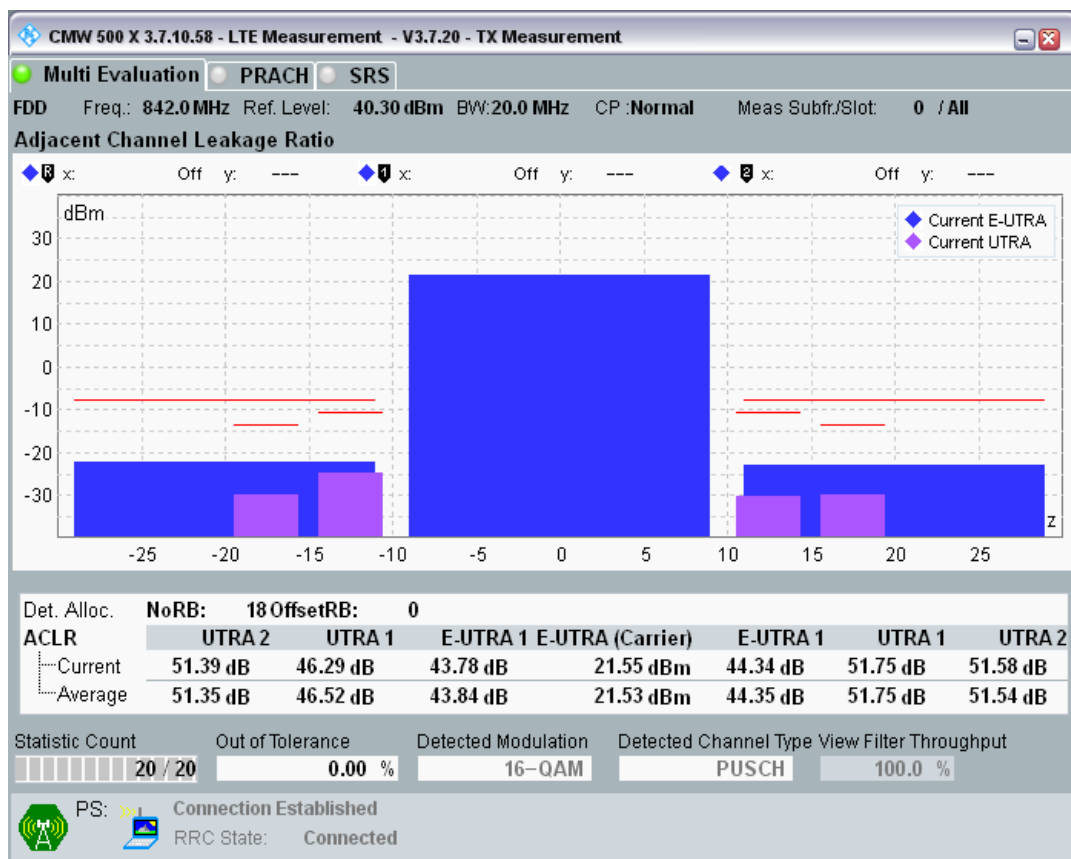 CMW 500 X 3.7.10.58 - LTE Measurement - V3.7.20 - TX Measurement
Multi Evaluation PRACH SRS
FDD Freq.: 842.0 MHz Ref. Level: 40.30 dBm BW:20.0 MHz CP :Normal Meas Subfr./Slot: 0 / All
Adjacent Channel Leakage Ratio
R x: Off y: --- 1 x: Off y: --- 2 x: Off y: ---
dBm
Current E-UTRA
Current UTRA
30
20
10
0
-10
-20
-30
z
-25 -20 -15 -10 -5 0 5 10 15 20 25
Det. Alloc. NoRB: 18 OffsetRB: 0
ACLR UTRA 2 UTRA 1 E-UTRA 1 E-UTRA (Carrier) E-UTRA 1 UTRA 1 UTRA 2
Current 51.39 dB 46.29 dB 43.78 dB 21.55 dBm 44.34 dB 51.75 dB 51.58 dB
Average 51.35 dB 46.52 dB 43.84 dB 21.53 dBm 44.35 dB 51.75 dB 51.54 dB
Statistic Count Out of Tolerance Detected Modulation Detected Channel Type View Filter Throughput
20 / 20 0.00 % 16-QAM PUSCH 100.0 %
PS: Connection Established
RRC State: Connected